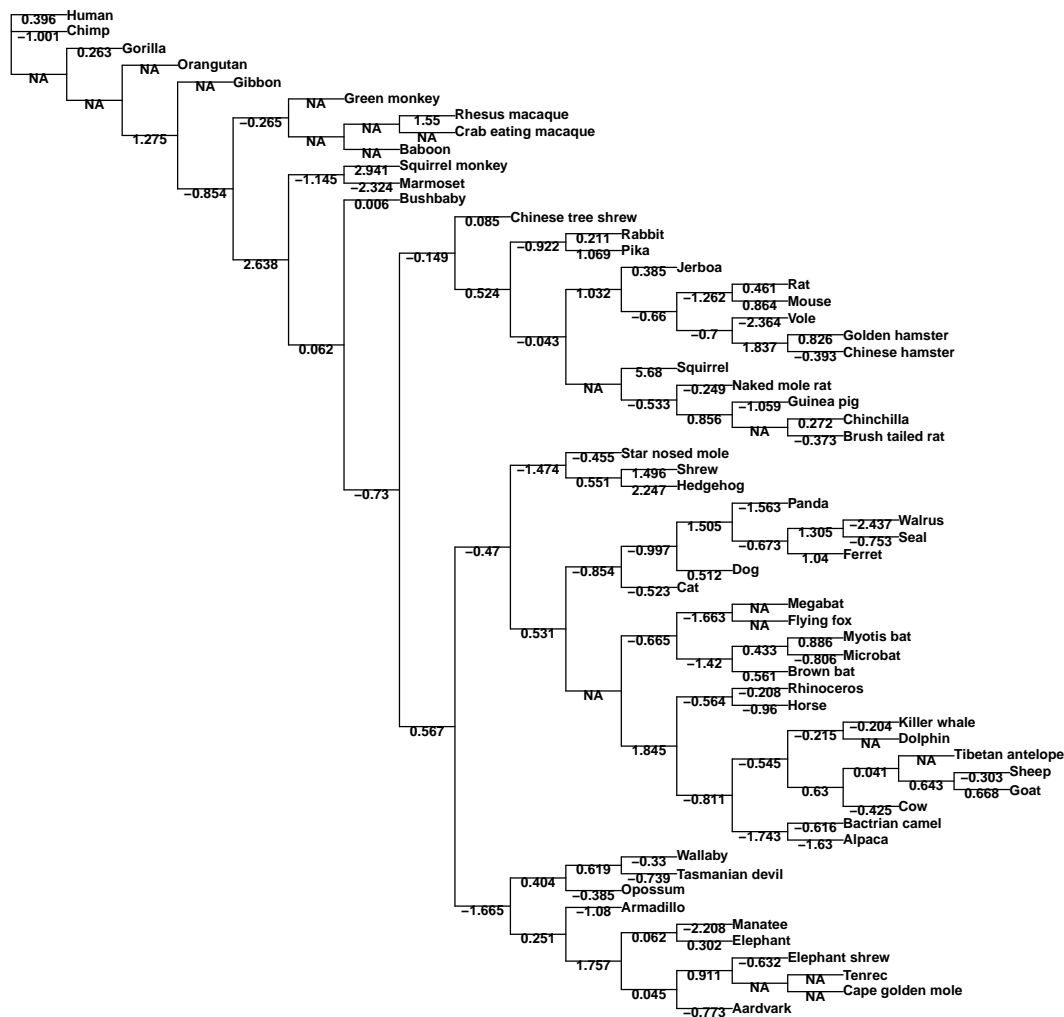 Human
0.396
Chimp
−1.001
Gorilla
0.263
Orangutan
NA
NA
Gibbon
NA
NA
Green monkey
NA
Rhesus macaque
1.55
−0.265
NA
Crab eating macaque
NA
1.275
NA
Baboon
NA
Squirrel monkey
2.941
−1.145
Marmoset
−2.324
−0.854
Bushbaby
0.006
Chinese tree shrew
0.085
Rabbit
0.211
−0.922
Pika
1.069
−0.149
2.638
Jerboa
0.385
Rat
0.461
−1.262
Mouse
0.864
0.524
1.032
−0.66
Vole
−2.364
−0.7
Golden hamster
0.826
1.837
Chinese hamster
−0.393
−0.043
0.062
Squirrel
5.68
Naked mole rat
−0.249
NA
−0.533
Guinea pig
−1.059
0.856
Chinchilla
0.272
NA
Brush tailed rat
−0.373
Star nosed mole
−0.455
−1.474
Shrew
1.496
0.551
Hedgehog
2.247
−0.73
Panda
−1.563
1.505
Walrus
−2.437
1.305
Seal
−0.753
−0.673
Ferret
1.04
−0.997
−0.47
−0.854
Dog
0.512
Cat
−0.523
Megabat
NA
−1.663
Flying fox
NA
0.531
−0.665
Myotis bat
0.886
0.433
Microbat
−0.806
−1.42
Brown bat
0.561
NA
Rhinoceros
−0.208
−0.564
Horse
−0.96
0.567
Killer whale
−0.204
−0.215
Dolphin
NA
1.845
−0.545
Tibetan antelope
NA
0.041
Sheep
−0.303
0.643
Goat
0.668
0.63
−0.811
Cow
−0.425
Bactrian camel
−0.616
−1.743
Alpaca
−1.63
Wallaby
−0.33
0.619
Tasmanian devil
−0.739
0.404
Opossum
−0.385
−1.665
Armadillo
−1.08
0.251
Manatee
−2.208
0.062
Elephant
0.302
1.757
Elephant shrew
−0.632
0.911
Tenrec
NA
NA
Cape golden mole
NA
0.045
Aardvark
−0.773